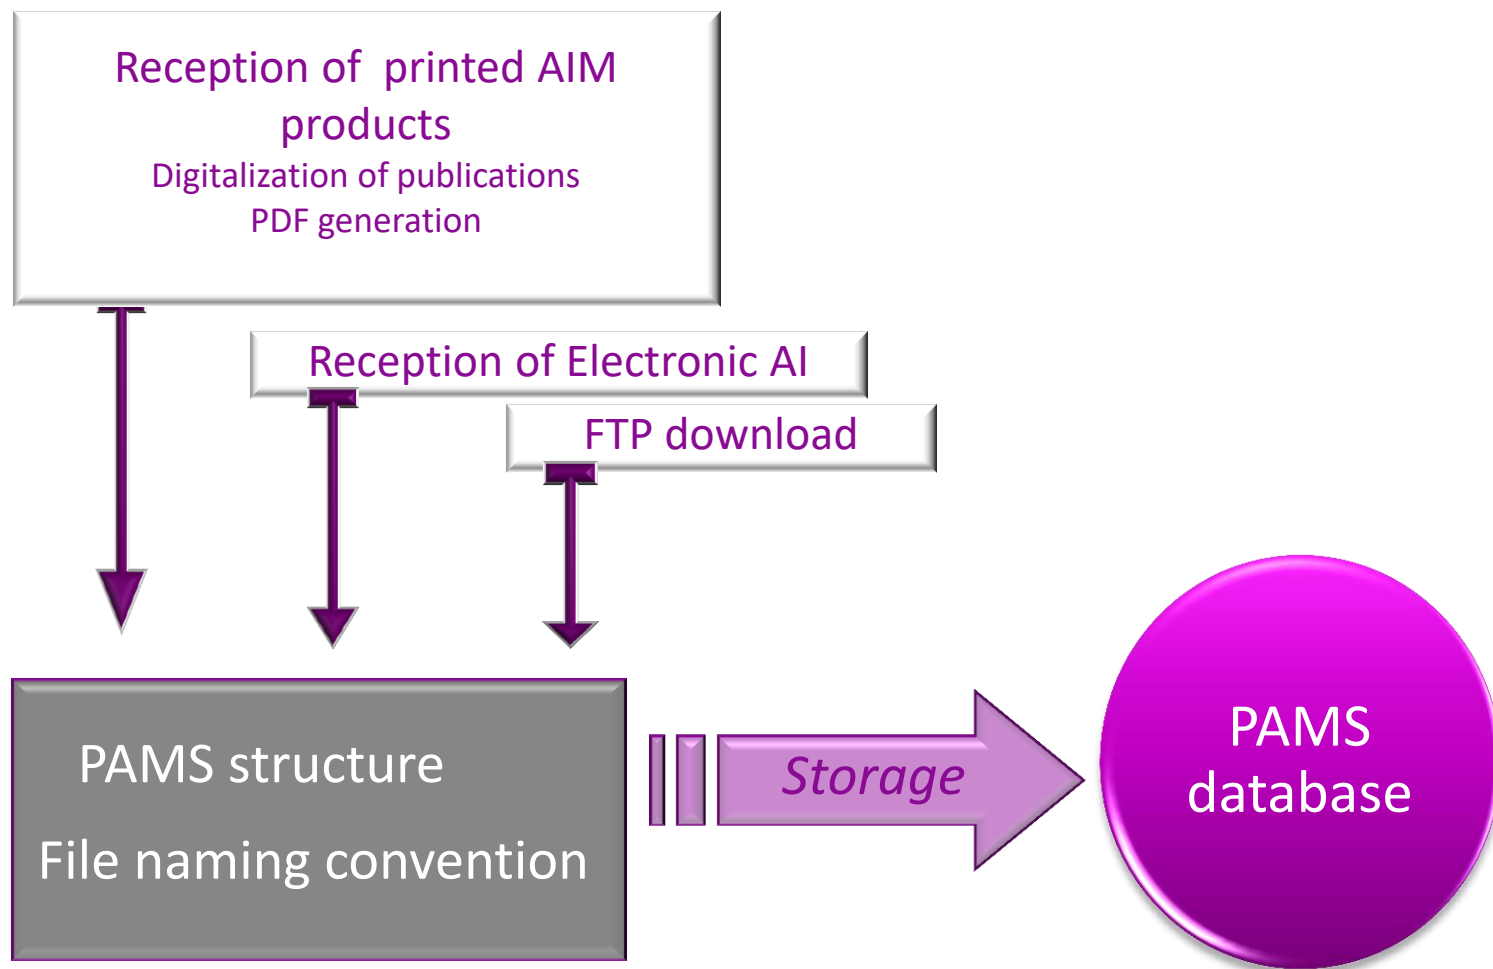 Reception of printed AIM
products
Digitalization of publications
PDF generation
Reception of Electronic AI
FTP download
PAMS structure
File naming convention
Storage
PAMS
database